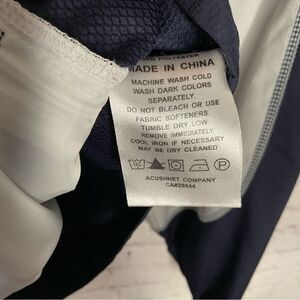 POLYESTER
MADE IN CHINA
MACHINE WASH COLD
WASH DARK COLORS
SEPARATELY.
DO NOT BLEACH OR USE
FABRIC SOFTENERS.
TUMBLE DRY LOW
REMOVE IMMEDIATELY
COOL IRON IF NECESSARY
MAY BE DRY CLEANED
ACUSHNET COMPANY
CA#26544